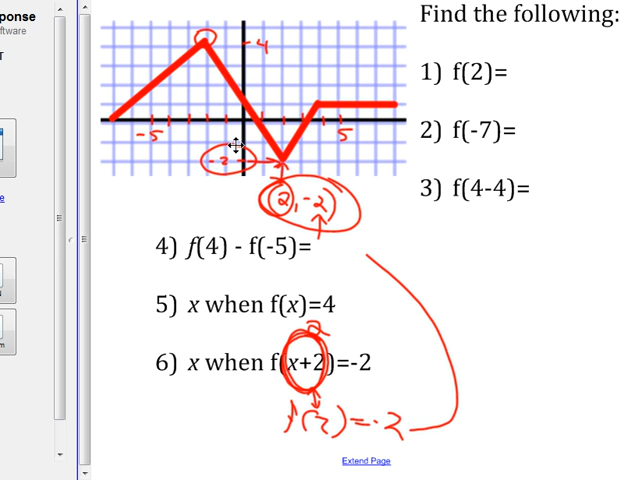 ponse
ftware
T
e
m
Find the following:
-4
-5
5
-2
(2, -2)
1) f(2)=
2) f(-7)=
3) f(4-4)=
4) f(4) - f(-5)=
5) x when f(x)=4
2
6) x when f(x+2)=-2
f(2)=-2
Extend Page